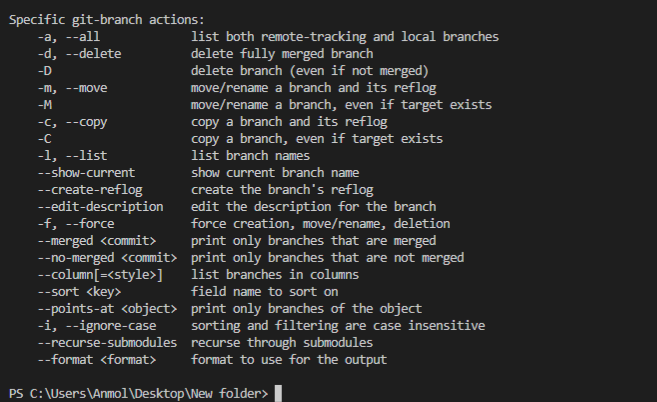 Specific git-branch actions:
    -a, --all             list both remote-tracking and local branches
    -d, --delete          delete fully merged branch
    -D                    delete branch (even if not merged)
    -m, --move            move/rename a branch and its reflog
    -M                    move/rename a branch, even if target exists
    -c, --copy            copy a branch and its reflog
    -C                    copy a branch, even if target exists
    -l, --list            list branch names
    --show-current        show current branch name
    --create-reflog       create the branch's reflog
    --edit-description    edit the description for the branch
    -f, --force           force creation, move/rename, deletion
    --merged <commit>     print only branches that are merged
    --no-merged <commit>  print only branches that are not merged
    --column[=<style>]    list branches in columns
    --sort <key>          field name to sort on
    --points-at <object>  print only branches of the object
    -i, --ignore-case     sorting and filtering are case insensitive
    --recurse-submodules  recurse through submodules
    --format <format>     format to use for the output
PS C:\Users\Anmol\Desktop\New folder>